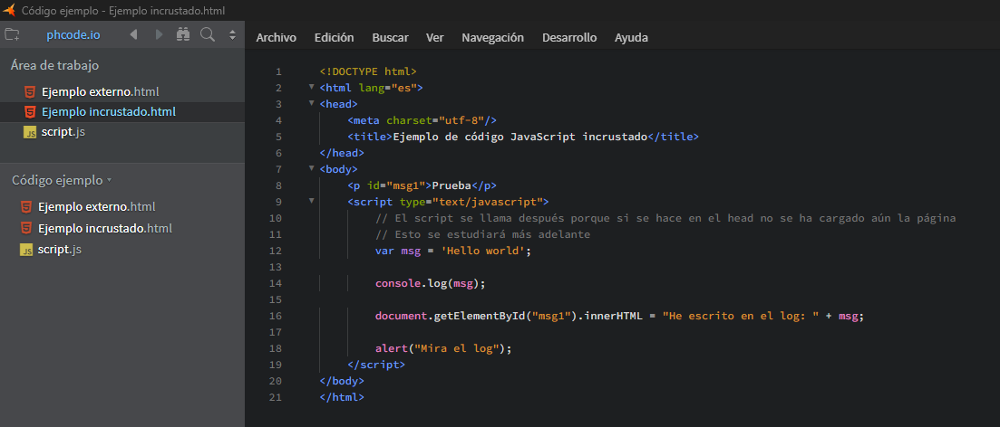 Código ejemplo - Ejemplo incrustado.html
phcode.io
Archivo Edición Buscar Ver Navegación Desarrollo Ayuda
Área de trabajo
Ejemplo externo.html
Ejemplo incrustado.html
JS script.js
Código ejemplo
Ejemplo externo.html
Ejemplo incrustado.html
JS script.js
1 <!DOCTYPE html>
2 <html lang="es">
3 <head>
4 <meta charset="utf-8"/>
5 <title>Ejemplo de código JavaScript incrustado</title>
6 </head>
7 <body>
8 <p id="msg1">Prueba</p>
9 <script type="text/javascript">
10 // El script se llama después porque si se hace en el head no se ha cargado aún la página
11 // Esto se estudiará más adelante
12 var msg = 'Hello world';
13
14 console.log(msg);
15
16 document.getElementById("msg1").innerHTML = "He escrito en el log: " + msg;
17
18 alert("Mira el log");
19 </script>
20 </body>
21 </html>